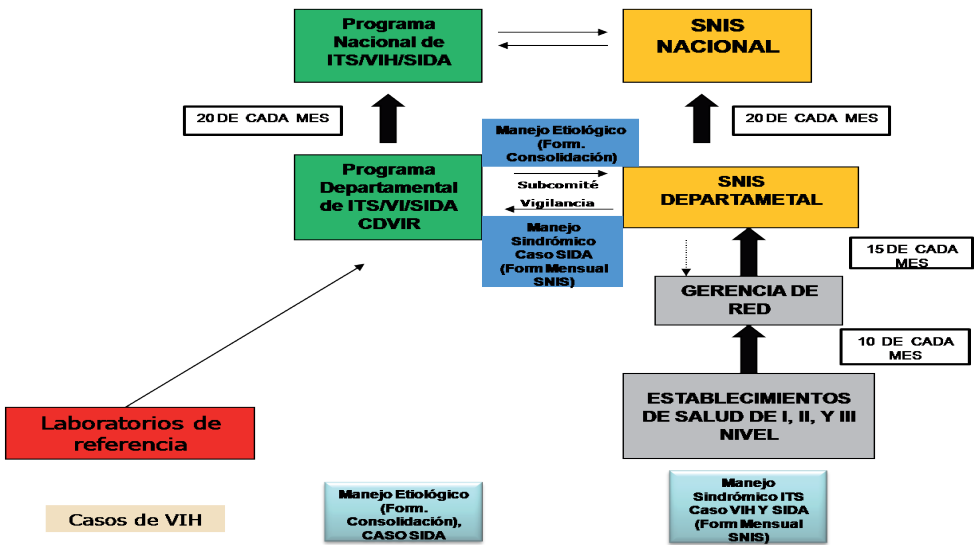 Programa
Nacional de
ITS/VIH/SIDA
SNIS
NACIONAL
20 DE CADA MES
20 DE CADA MES
Manejo Etiológico
(Form.
Consolidación)
Programa
Departamental
de ITS/VI/SIDA
CDVIR
Subcomité
Vigilancia
SNIS
DEPARTAMETAL
Manejo
Sindrómico
Caso SIDA
(Form Mensual
SNIS)
15 DE CADA
MES
GERENCIA DE
RED
10 DE CADA
MES
ESTABLECIMIENTOS
DE SALUD DE I, II, Y III
NIVEL
Laboratorios de
referencia
Casos de VIH
Manejo Etiológico
(Form.
Consolidación),
CASO SIDA
Manejo
Sindrómico ITS
Caso VIH Y SIDA
(Form Mensual
SNIS)